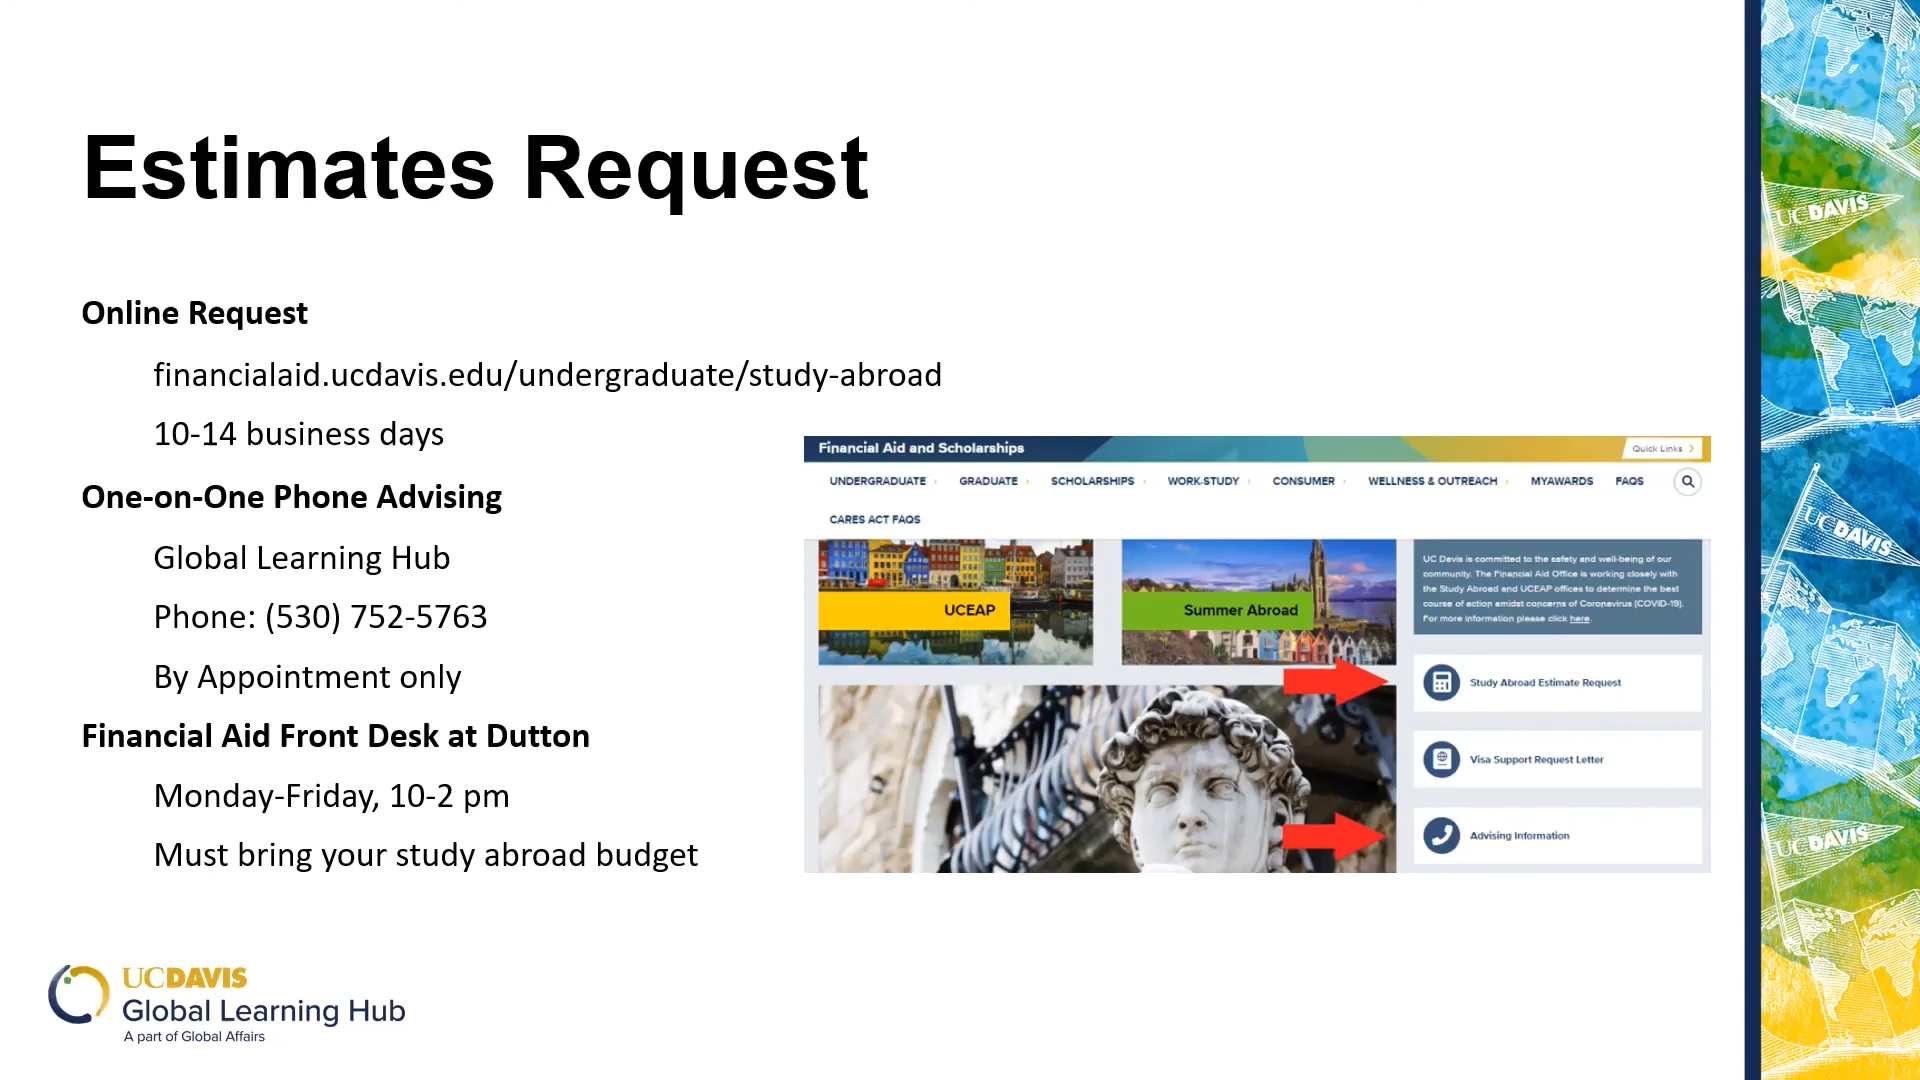 Estimates Request
Online Request
financialaid.ucdavis.edu/undergraduate/study-abroad
10-14 business days
One-on-One Phone Advising
Global Learning Hub
Phone: (530) 752-5763
By Appointment only
Financial Aid Front Desk at Dutton
Monday-Friday, 10-2 pm
Must bring your study abroad budget
Financial Aid and Scholarships
Quick Links
UNDERGRADUATE GRADUATE SCHOLARSHIPS WORK-STUDY CONSUMER WELLNESS & OUTREACH MYAWARDS FAQS
CARES ACT FAQS
UCEAP
Summer Abroad
UC Davis is committed to the safety and well-being of our
community. The Financial Aid Office is working closely with
the Study Abroad and UCEAP offices to determine the best
course of action amidst concerns of Coronavirus (COVID-19).
For more information please click here.
Study Abroad Estimate Request
Visa Support Request Letter
Advising Information
UCDAVIS
Global Learning Hub
A part of Global Affairs
UC DAVIS
UC DAVIS
UC DAVIS